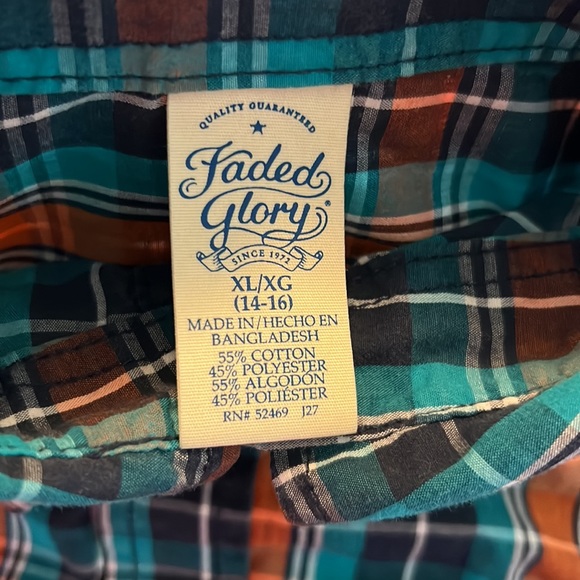 QUALITY GUARANTEED
Faded
Glory®
SINCE 1972
XL/XG
(14-16)
MADE IN/HECHO EN
BANGLADESH
55% COTTON
45% POLYESTER
55% ALGODÓN
45% POLIÉSTER
RN# 52469 J27